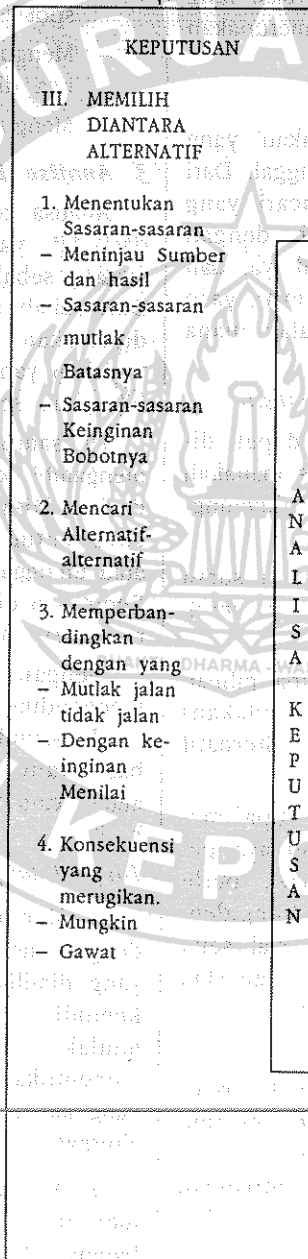 KEPUTUSAN
III. MEMILIH
DIANTARA
ALTERNATIF
1. Menentukan
Sasaran-sasaran
– Meninjau Sumber
dan hasil
– Sasaran-sasaran
mutlak
Batasnya
– Sasaran-sasaran
Keinginan
Bobotnya
2. Mencari
Alternatif-
alternatif
3. Memperban-
dingkan
dengan yang
– Mutlak jalan
tidak jalan
– Dengan ke-
inginan
Menilai
4. Konsekuensi
yang
merugikan.
– Mungkin
– Gawat
A
N
A
L
I
S
A
K
E
P
U
T
U
S
A
N
DHARMA